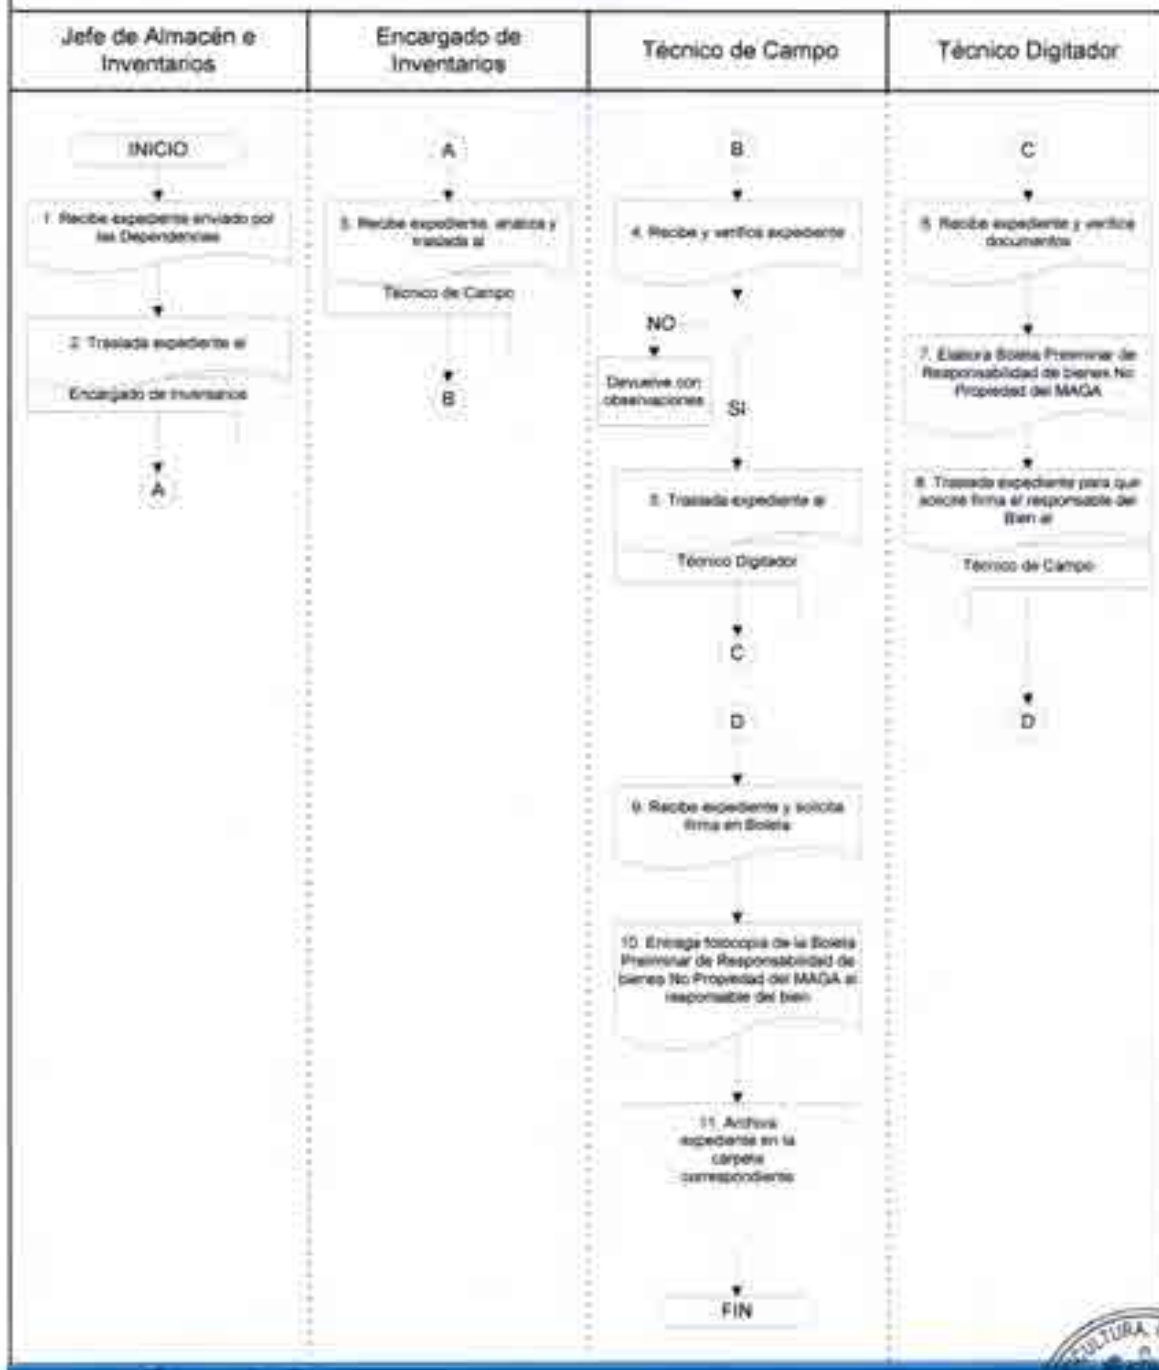 Jefe de Almacén e
Inventarios
Encargado de
Inventarios
Técnico de Campo
Técnico Digitador
INICIO
1. Recibe expediente enviado por
las Dependencias
2. Traslada expediente al
Encargado de Inventarios
A
A
3. Recibe expediente, analiza y
traslada al
Técnico de Campo
B
B
4. Recibe y verifica expediente
NO
Devuelve con
observaciones
SI
5. Traslada expediente al
Técnico Digitador
C
D
9. Recibe expediente y solicita
firma en Boleta
10. Entrega fotocopia de la Boleta
Preliminar de Responsabilidad de
bienes No Propiedad del MAGA al
responsable del bien
11. Archiva
expediente en la
carpeta
correspondiente
FIN
C
6. Recibe expediente y verifica
documentos
7. Elabora Boleta Preliminar de
Responsabilidad de bienes No
Propiedad del MAGA
8. Traslada expediente para que
solicite firma el responsable del
Bien al
Técnico de Campo
D